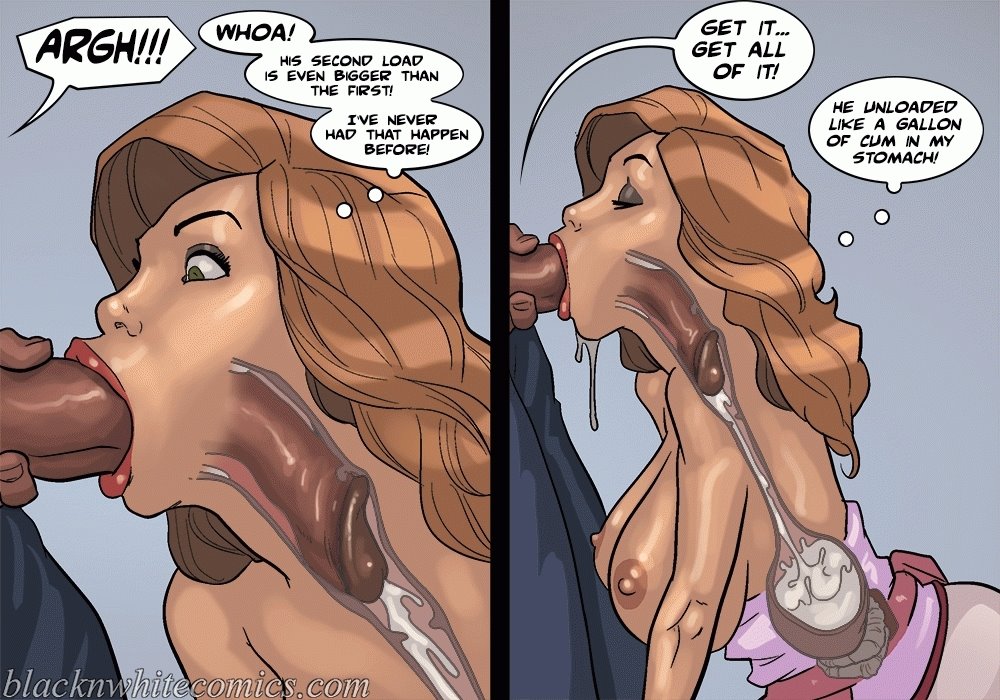 ARGH!!!
WHOA!
HIS SECOND LOAD
IS EVEN BIGGER THAN
THE FIRST!
I'VE NEVER
HAD THAT HAPPEN
BEFORE!
GET IT...
GET ALL
OF IT!
HE UNLOADED
LIKE A GALLON
OF CUM IN MY
STOMACH!
blacknwhitecomics.com